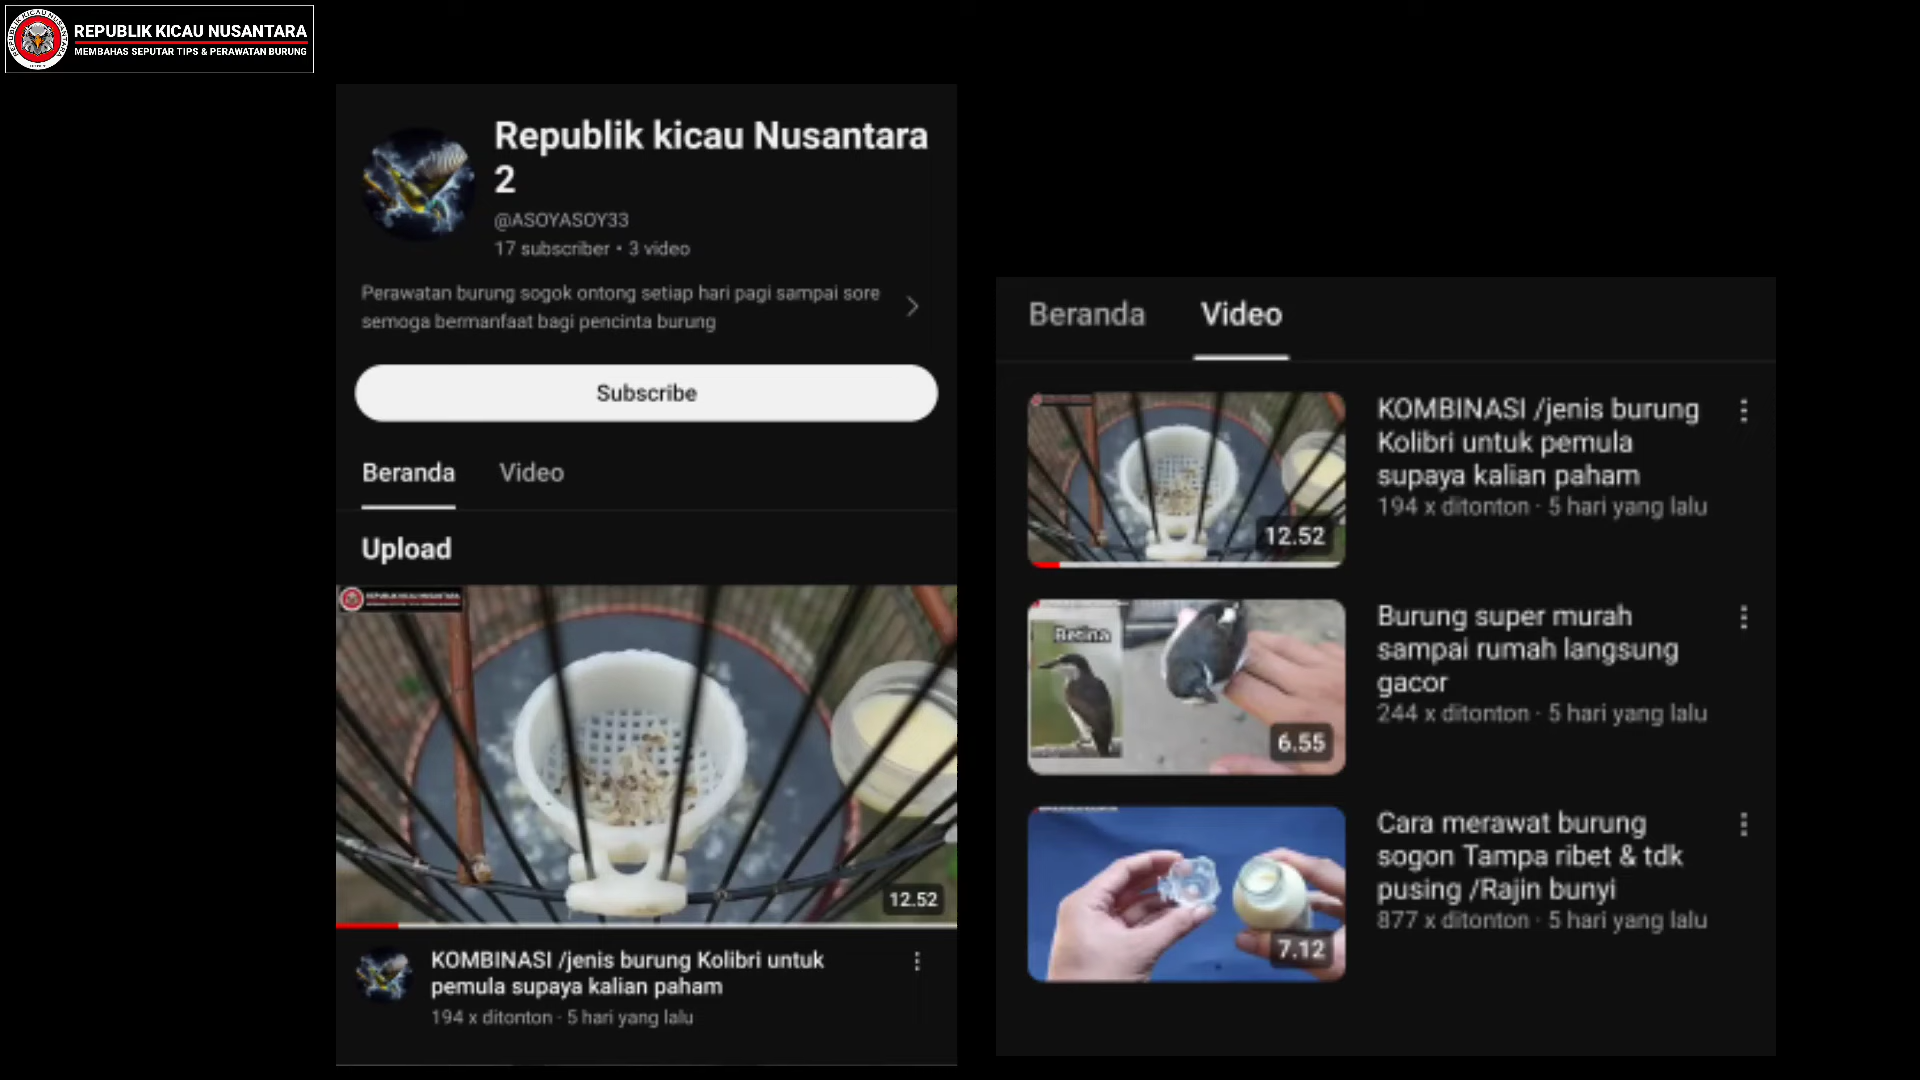 REPUBLIK KICAU NUSANTARA
MEMBAHAS SEPUTAR TIPS & PERAWATAN BURUNG
Republik kicau Nusantara
2
@ASOYASOY33
17 subscriber • 3 video
Perawatan burung sogok ontong setiap hari pagi sampai sore
semoga bermanfaat bagi pencinta burung
Subscribe
Beranda Video
Upload
REPUBLIK KICAU NUSANTARA
12.52
KOMBINASI /jenis burung Kolibri untuk
pemula supaya kalian paham
194 x ditonton · 5 hari yang lalu
Beranda Video
12.52
KOMBINASI /jenis burung
Kolibri untuk pemula
supaya kalian paham
194 x ditonton · 5 hari yang lalu
Betina
6.55
Burung super murah
sampai rumah langsung
gacor
244 x ditonton · 5 hari yang lalu
7.12
Cara merawat burung
sogon Tampa ribet & tdk
pusing /Rajin bunyi
877 x ditonton · 5 hari yang lalu